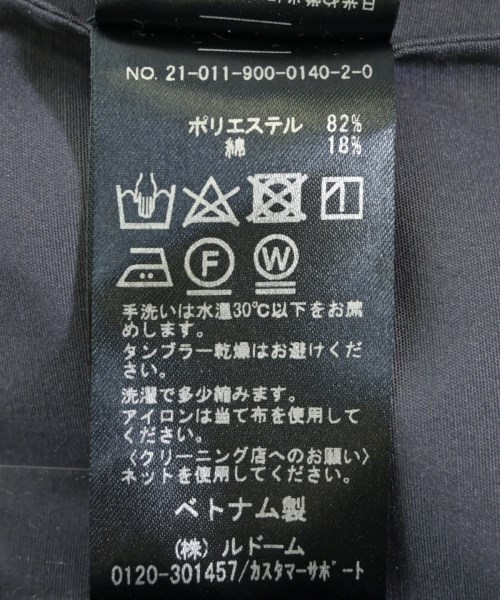 NO. 21-011-900-0140-2-0
ポリエステル 82%
綿 18%
F
W
手洗いは水温30℃以下をお薦
めします。
タンブラー乾燥はお避けくだ
さい。
洗濯で多少縮みます。
アイロンは当て布を使用して
ください。
〈クリーニング店へのお願い〉
ネットを使用してください。
ベトナム製
(株) ルドーム
0120-301457/カスタマーサポート